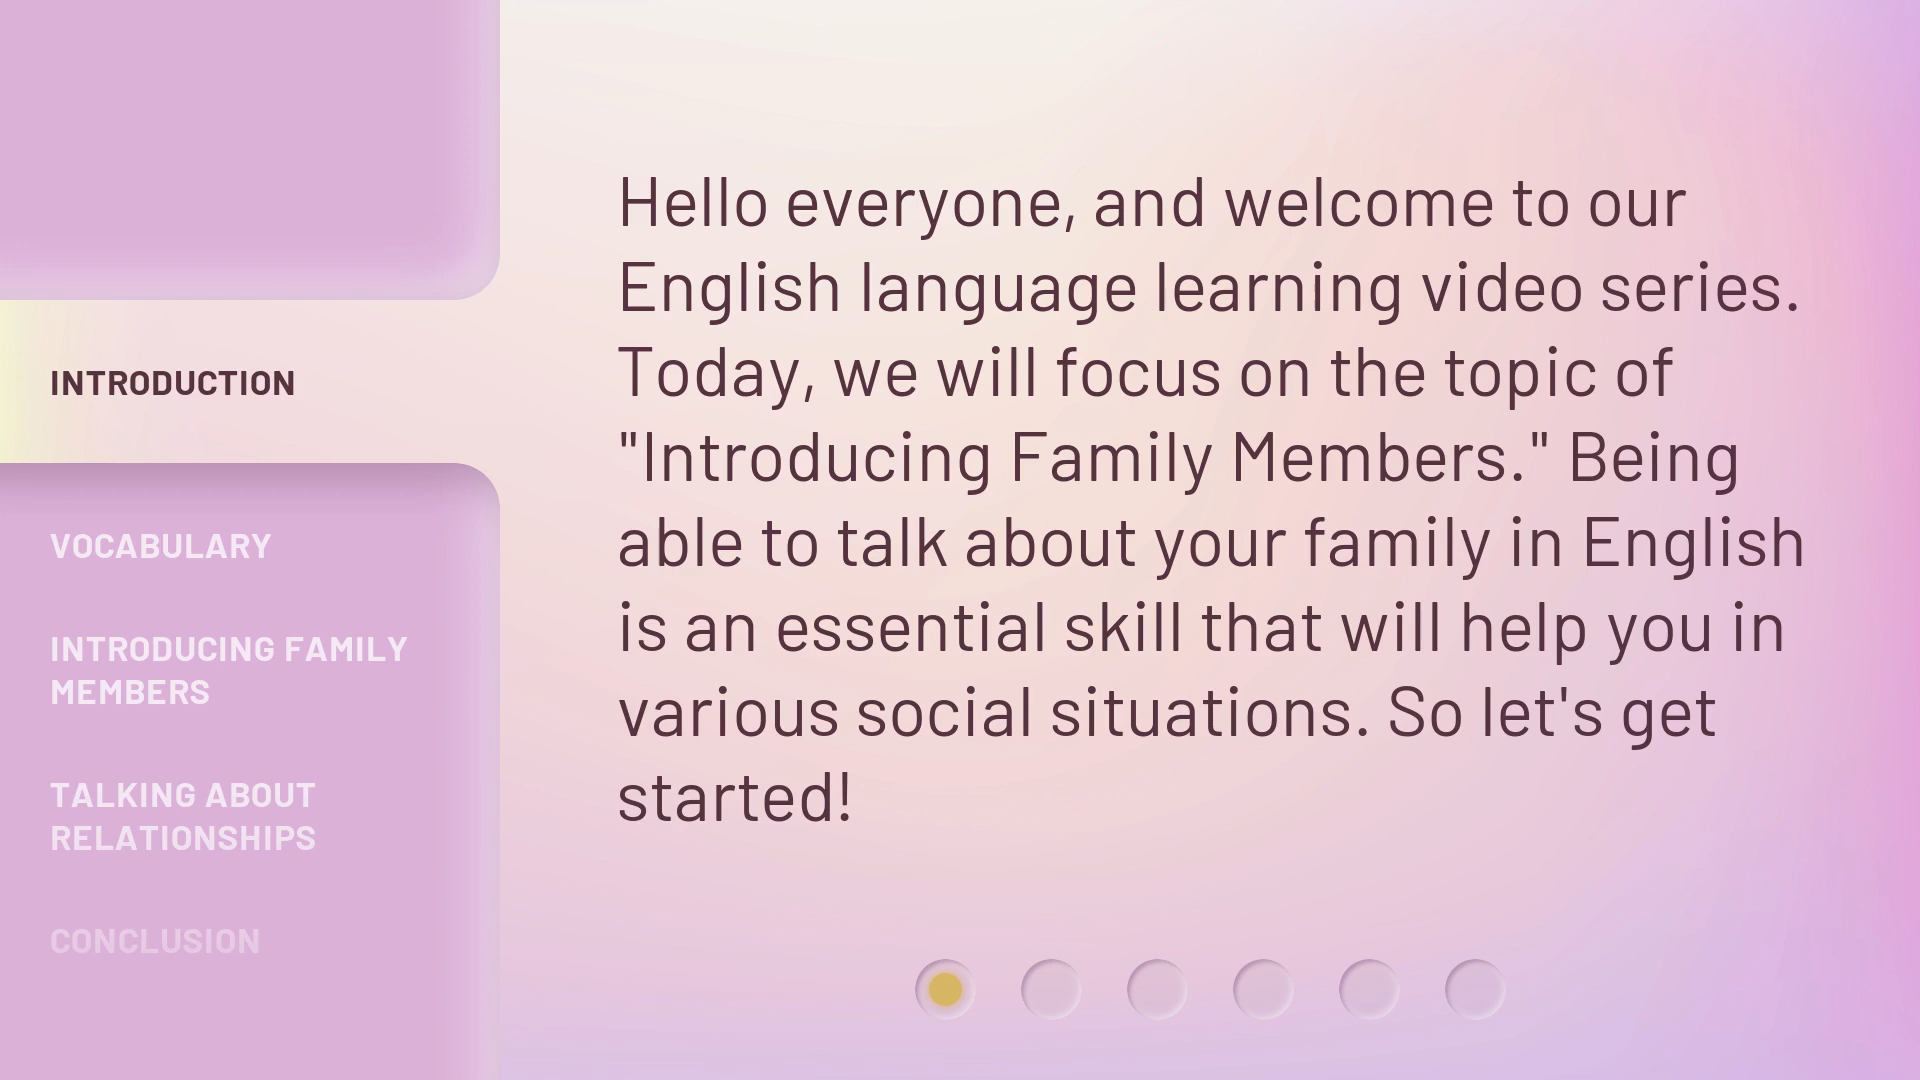 INTRODUCTION
VOCABULARY
INTRODUCING FAMILY
MEMBERS
TALKING ABOUT
RELATIONSHIPS
CONCLUSION
Hello everyone, and welcome to our
English language learning video series.
Today, we will focus on the topic of
"Introducing Family Members." Being
able to talk about your family in English
is an essential skill that will help you in
various social situations. So let's get
started!